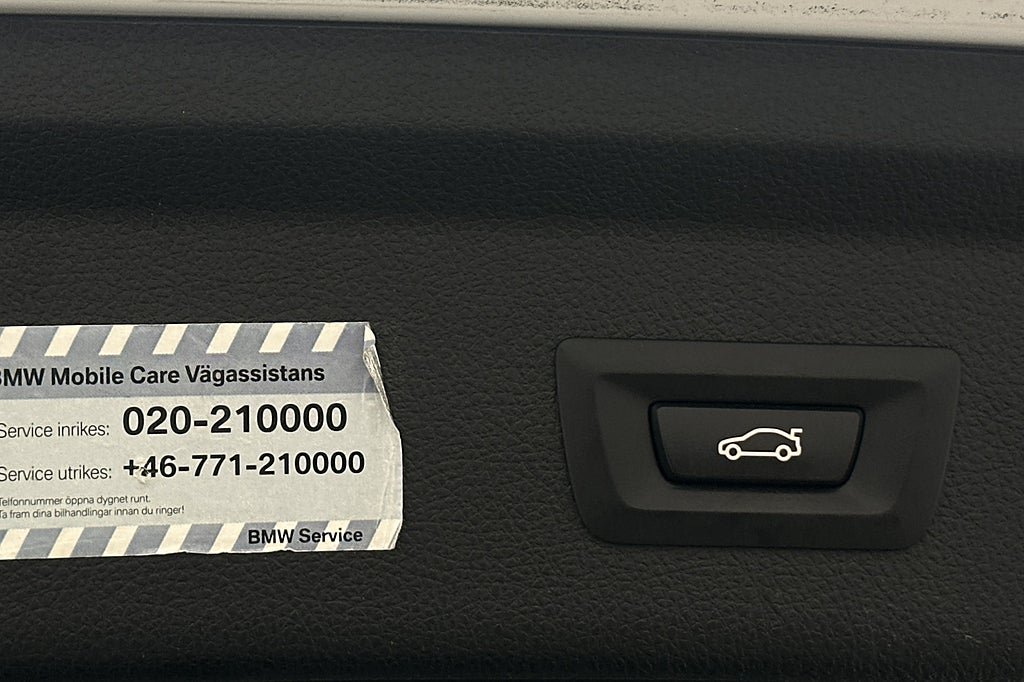 BMW Mobile Care Vägassistans
Service inrikes: 020-210000
Service utrikes: +46-771-210000
Telfonnummer öppna dygnet runt.
Ta fram dina bilhandlingar innan du ringer!
BMW Service